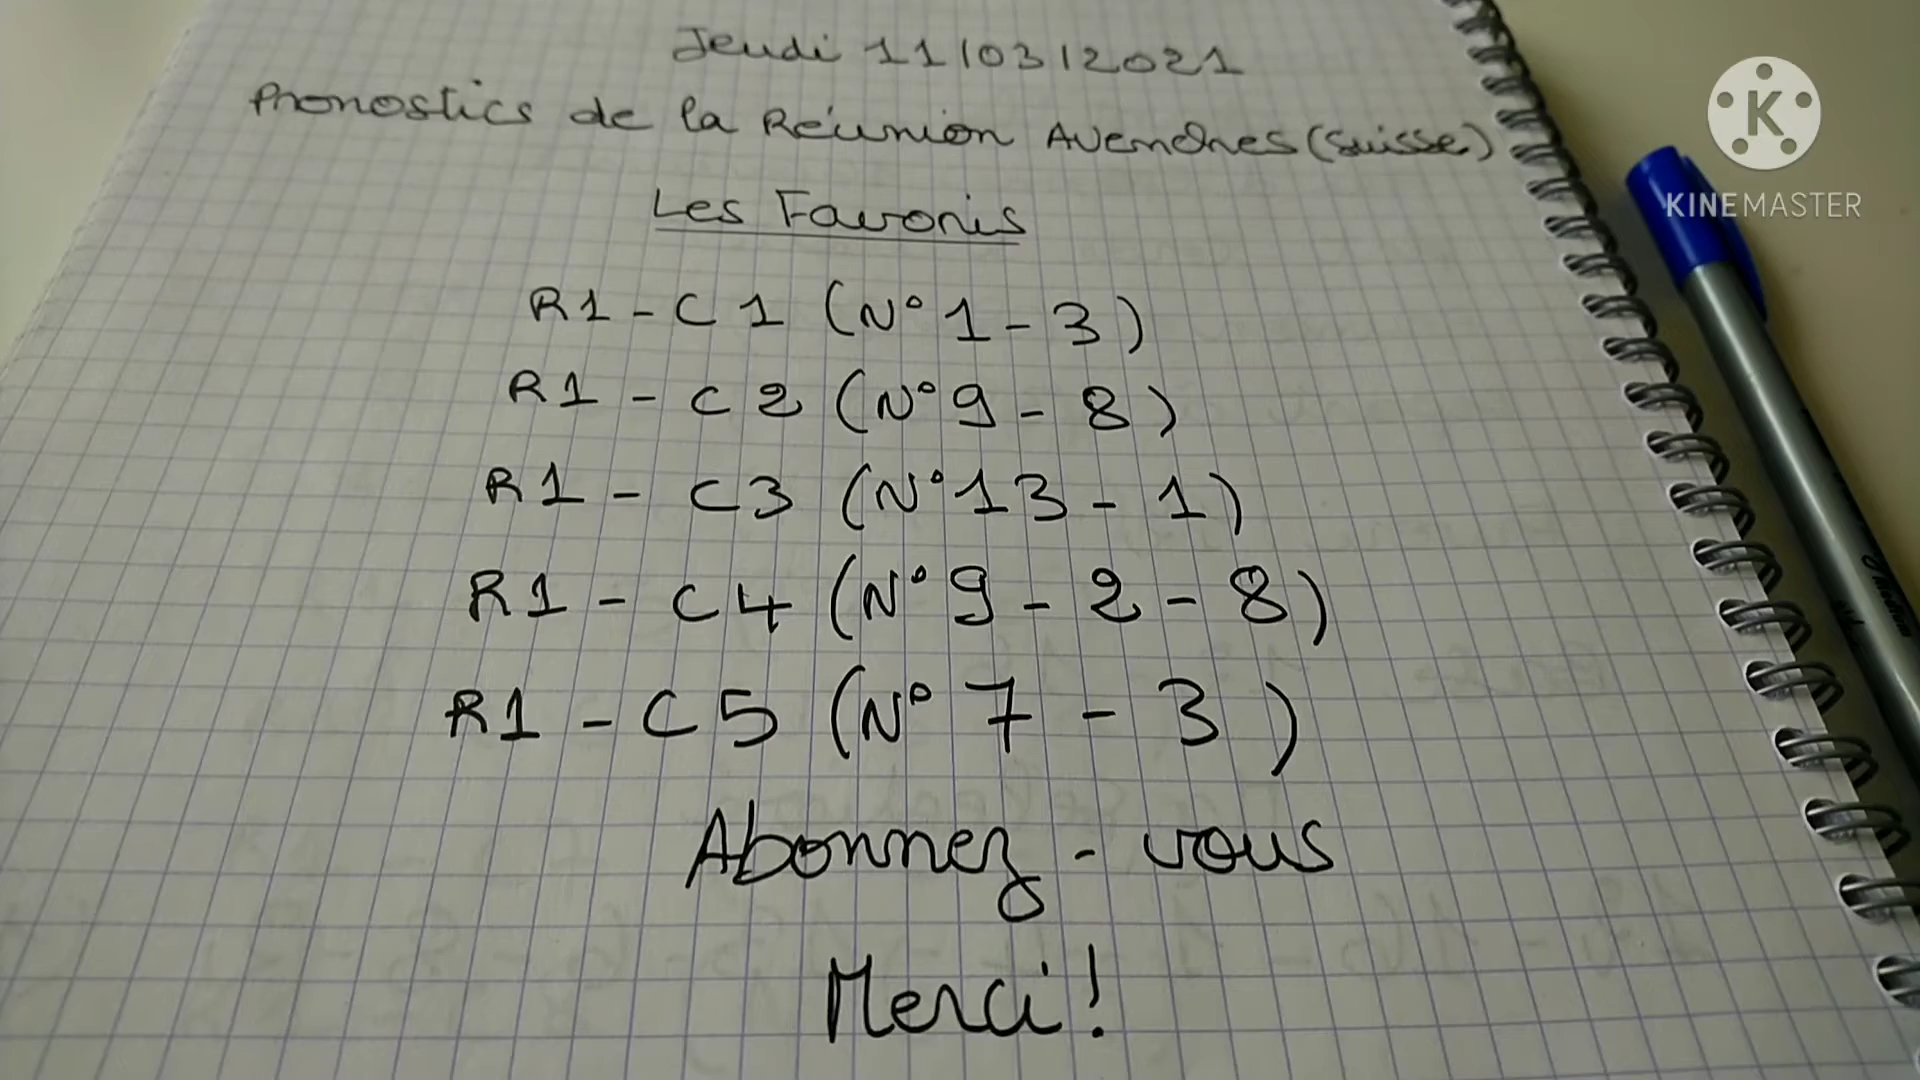 Jeudi 11/03/2021
Pronostics de la Réunion Avendres (Suisse)
Les Favoris
R1 - C1 (N° 1 - 3)
R1 - C2 (N° 9 - 8)
R1 - C3 (N° 13 - 1)
R1 - C4 (N° 9 - 2 - 8)
R1 - C5 (N° 7 - 3)
Abonnez-vous
Merci!
K
KINEMASTER